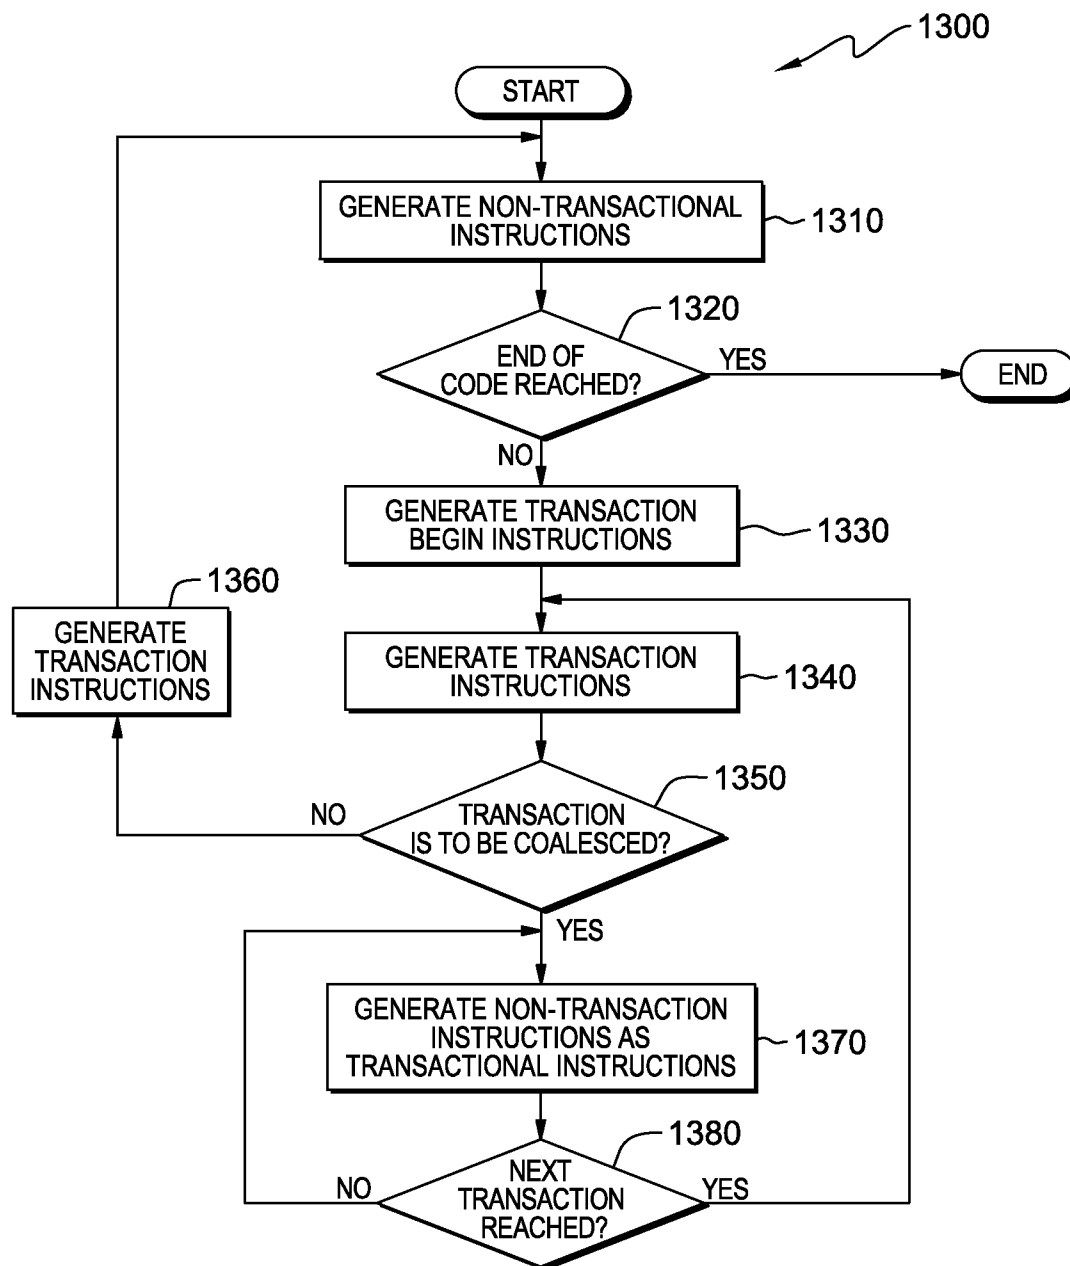 1300
START
GENERATE NON-TRANSACTIONAL
INSTRUCTIONS
1310
1320
END OF
CODE REACHED?
YES
END
NO
GENERATE TRANSACTION
BEGIN INSTRUCTIONS
1330
1360
GENERATE
TRANSACTION
INSTRUCTIONS
GENERATE TRANSACTION
INSTRUCTIONS
1340
1350
NO
TRANSACTION
IS TO BE COALESCED?
YES
GENERATE NON-TRANSACTION
INSTRUCTIONS AS
TRANSACTIONAL INSTRUCTIONS
1370
1380
NO
NEXT
TRANSACTION
REACHED?
YES